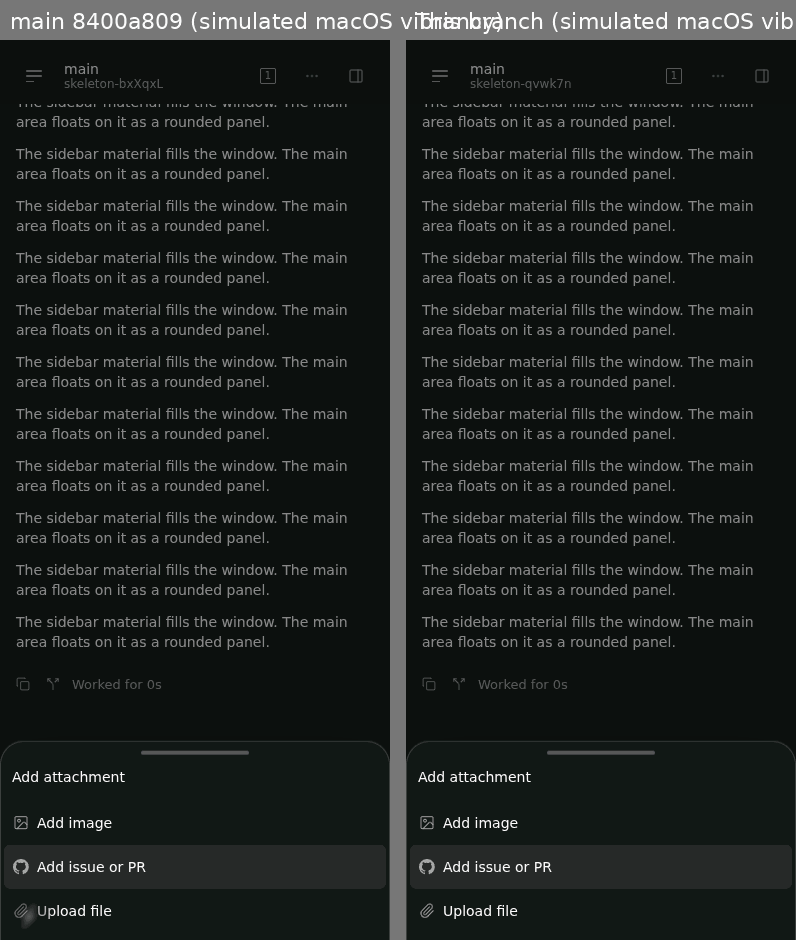 main 8400a809 (simulated macOS vibrancy)
This branch (simulated macOS vib
main
skeleton-bxXqxL
1
The sidebar material fills the window. The main
area floats on it as a rounded panel.
The sidebar material fills the window. The main
area floats on it as a rounded panel.
The sidebar material fills the window. The main
area floats on it as a rounded panel.
The sidebar material fills the window. The main
area floats on it as a rounded panel.
The sidebar material fills the window. The main
area floats on it as a rounded panel.
The sidebar material fills the window. The main
area floats on it as a rounded panel.
The sidebar material fills the window. The main
area floats on it as a rounded panel.
The sidebar material fills the window. The main
area floats on it as a rounded panel.
The sidebar material fills the window. The main
area floats on it as a rounded panel.
The sidebar material fills the window. The main
area floats on it as a rounded panel.
The sidebar material fills the window. The main
area floats on it as a rounded panel.
Worked for 0s
Add attachment
Add image
Add issue or PR
Upload file
main
skeleton-qvwk7n
1
The sidebar material fills the window. The main
area floats on it as a rounded panel.
The sidebar material fills the window. The main
area floats on it as a rounded panel.
The sidebar material fills the window. The main
area floats on it as a rounded panel.
The sidebar material fills the window. The main
area floats on it as a rounded panel.
The sidebar material fills the window. The main
area floats on it as a rounded panel.
The sidebar material fills the window. The main
area floats on it as a rounded panel.
The sidebar material fills the window. The main
area floats on it as a rounded panel.
The sidebar material fills the window. The main
area floats on it as a rounded panel.
The sidebar material fills the window. The main
area floats on it as a rounded panel.
The sidebar material fills the window. The main
area floats on it as a rounded panel.
The sidebar material fills the window. The main
area floats on it as a rounded panel.
Worked for 0s
Add attachment
Add image
Add issue or PR
Upload file